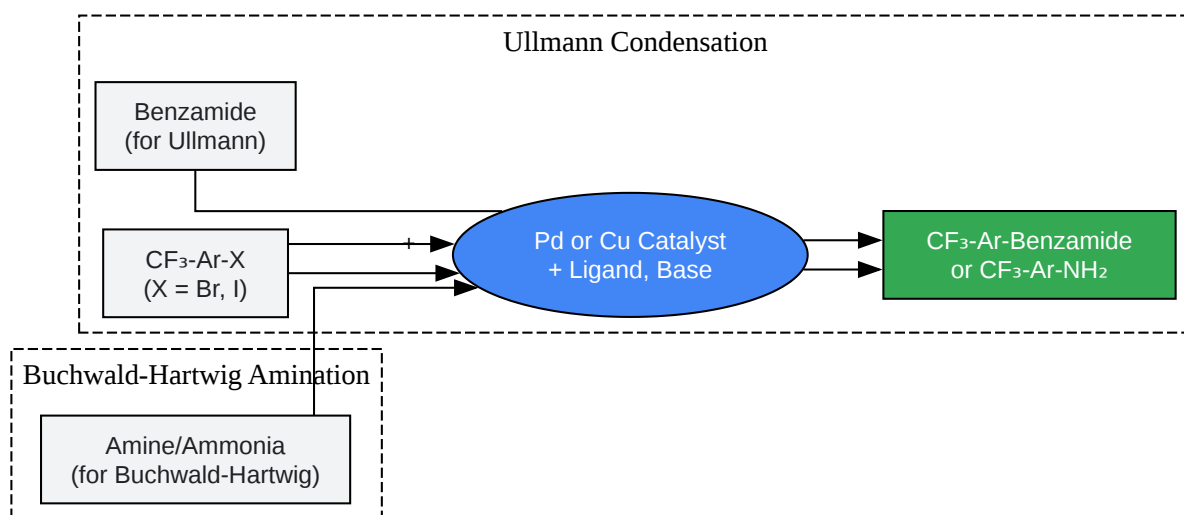 Ullmann Condensation
Benzamide
(for Ullmann)
CF₃-Ar-X
(X = Br, I)
+
Pd or Cu Catalyst
+ Ligand, Base
CF₃-Ar-Benzamide
or CF₃-Ar-NH₂
Buchwald-Hartwig Amination
Amine/Ammonia
(for Buchwald-Hartwig)